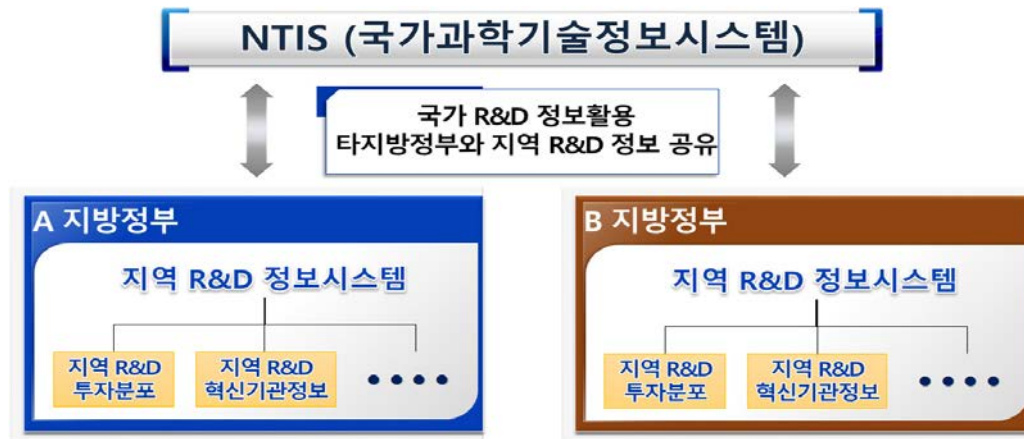 NTIS (국가과학기술정보시스템)
국가 R&D 정보활용
타지방정부와 지역 R&D 정보 공유
A 지방정부
지역 R&D 정보시스템
지역 R&D
투자분포
지역 R&D
혁신기관정보
••••
B 지방정부
지역 R&D 정보시스템
지역 R&D
투자분포
지역 R&D
혁신기관정보
••••